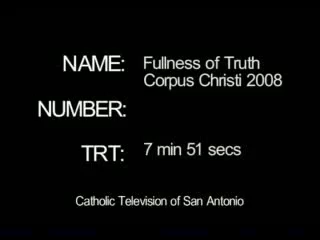 NAME: Fullness of Truth
Corpus Christi 2008
NUMBER:
TRT: 7 min 51 secs
Catholic Television of San Antonio